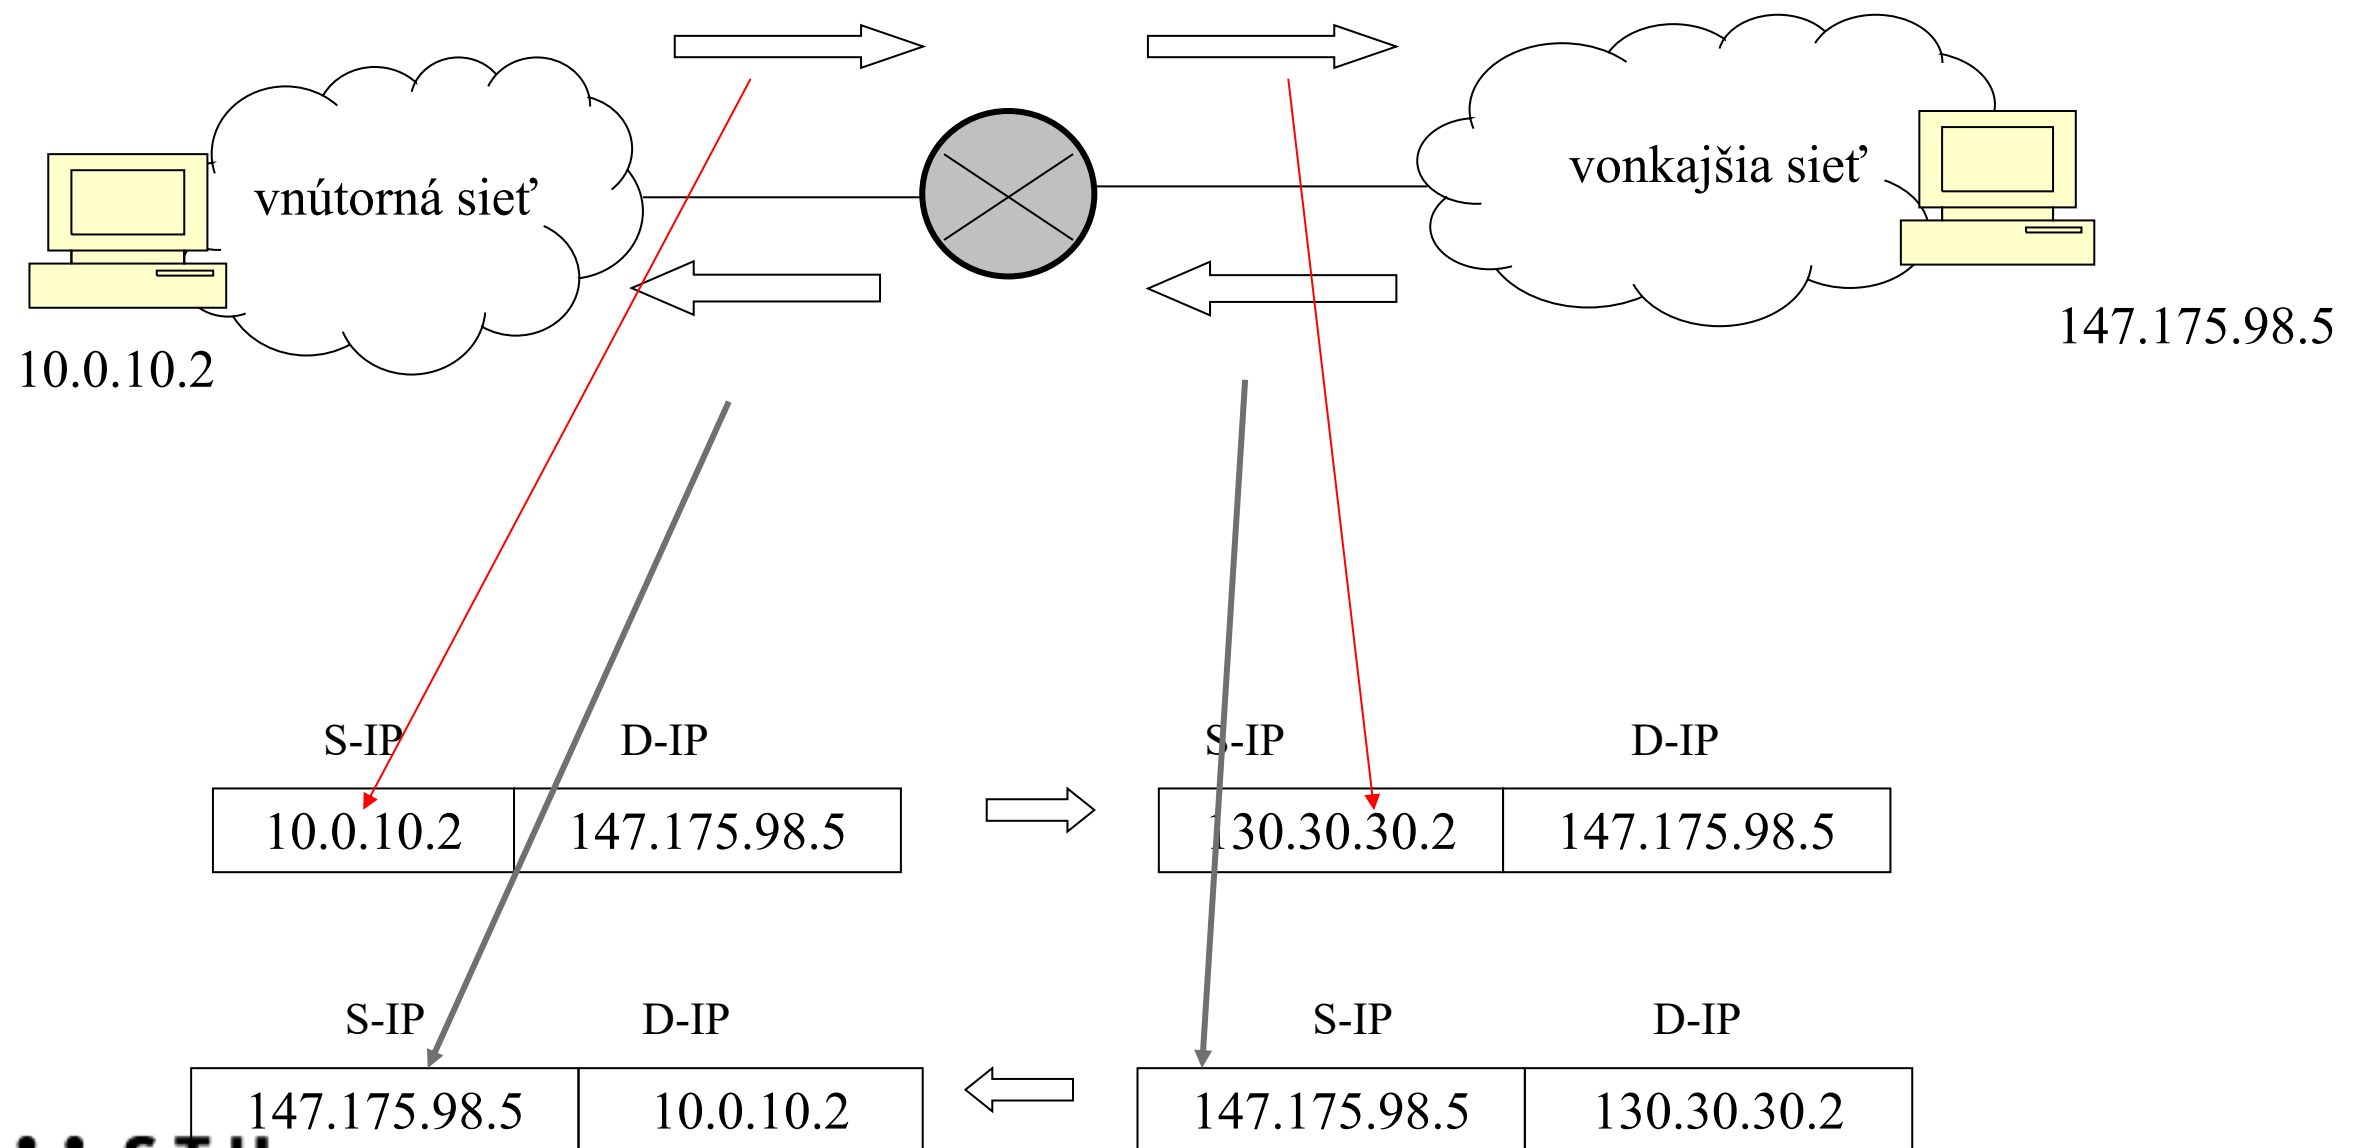 vnútorná sieť
vonkajšia sieť
10.0.10.2
147.175.98.5
S-IP D-IP
S-IP D-IP
10.0.10.2 147.175.98.5
130.30.30.2 147.175.98.5
S-IP D-IP
S-IP D-IP
147.175.98.5 10.0.10.2
147.175.98.5 130.30.30.2